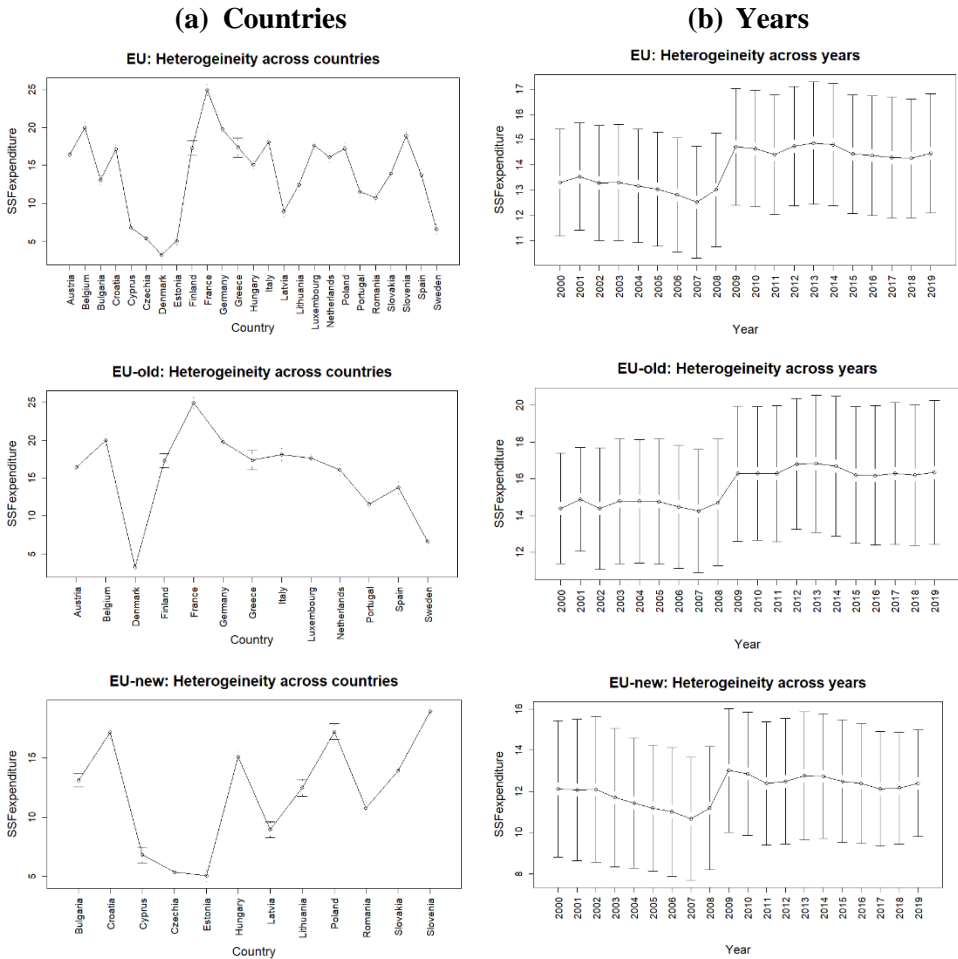 (a) Countries
EU: Heterogeineity across countries
SSFexpenditure
25
20
15
10
5
Austria
Belgium
Bulgaria
Croatia
Cyprus
Czechia
Denmark
Estonia
Finland
France
Germany
Greece
Hungary
Italy
Latvia
Lithuania
Luxembourg
Netherlands
Poland
Portugal
Romania
Slovakia
Slovenia
Spain
Sweden
Country
(b) Years
EU: Heterogeineity across years
SSFexpenditure
17
16
15
14
13
12
11
2000
2001
2002
2003
2004
2005
2006
2007
2008
2009
2010
2011
2012
2013
2014
2015
2016
2017
2018
2019
Year
EU-old: Heterogeineity across countries
SSFexpenditure
25
20
15
10
5
Austria
Belgium
Denmark
Finland
France
Germany
Greece
Italy
Luxembourg
Netherlands
Portugal
Spain
Sweden
Country
EU-old: Heterogeineity across years
SSFexpenditure
20
18
16
14
12
2000
2001
2002
2003
2004
2005
2006
2007
2008
2009
2010
2011
2012
2013
2014
2015
2016
2017
2018
2019
Year
EU-new: Heterogeineity across countries
SSFexpenditure
15
10
5
Bulgaria
Croatia
Cyprus
Czechia
Estonia
Hungary
Latvia
Lithuania
Poland
Romania
Slovakia
Slovenia
Country
EU-new: Heterogeineity across years
SSFexpenditure
16
14
12
10
8
2000
2001
2002
2003
2004
2005
2006
2007
2008
2009
2010
2011
2012
2013
2014
2015
2016
2017
2018
2019
Year